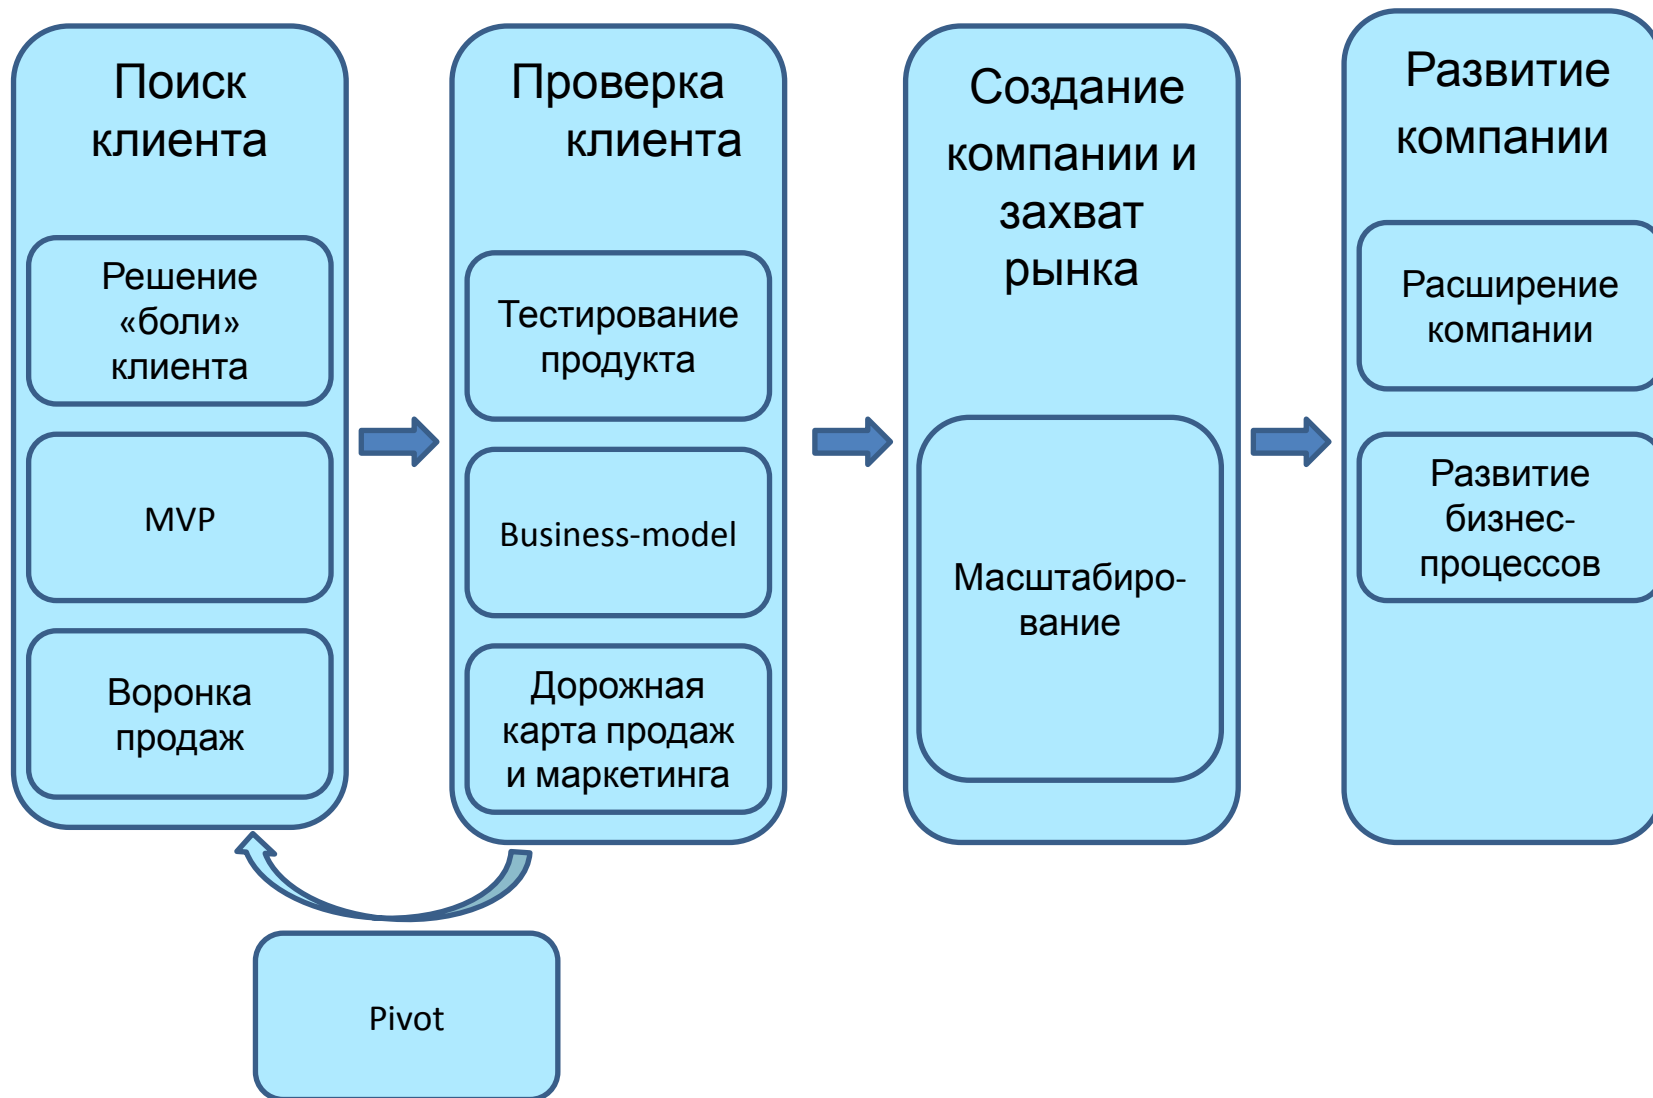 Поиск
клиента
Решение
«боли»
клиента
MVP
Воронка
продаж
Проверка
клиента
Тестирование
продукта
Business-model
Дорожная
карта продаж
и маркетинга
Создание
компании и
захват
рынка
Масштабиро-
вание
Развитие
компании
Расширение
компании
Развитие
бизнес-
процессов
Pivot